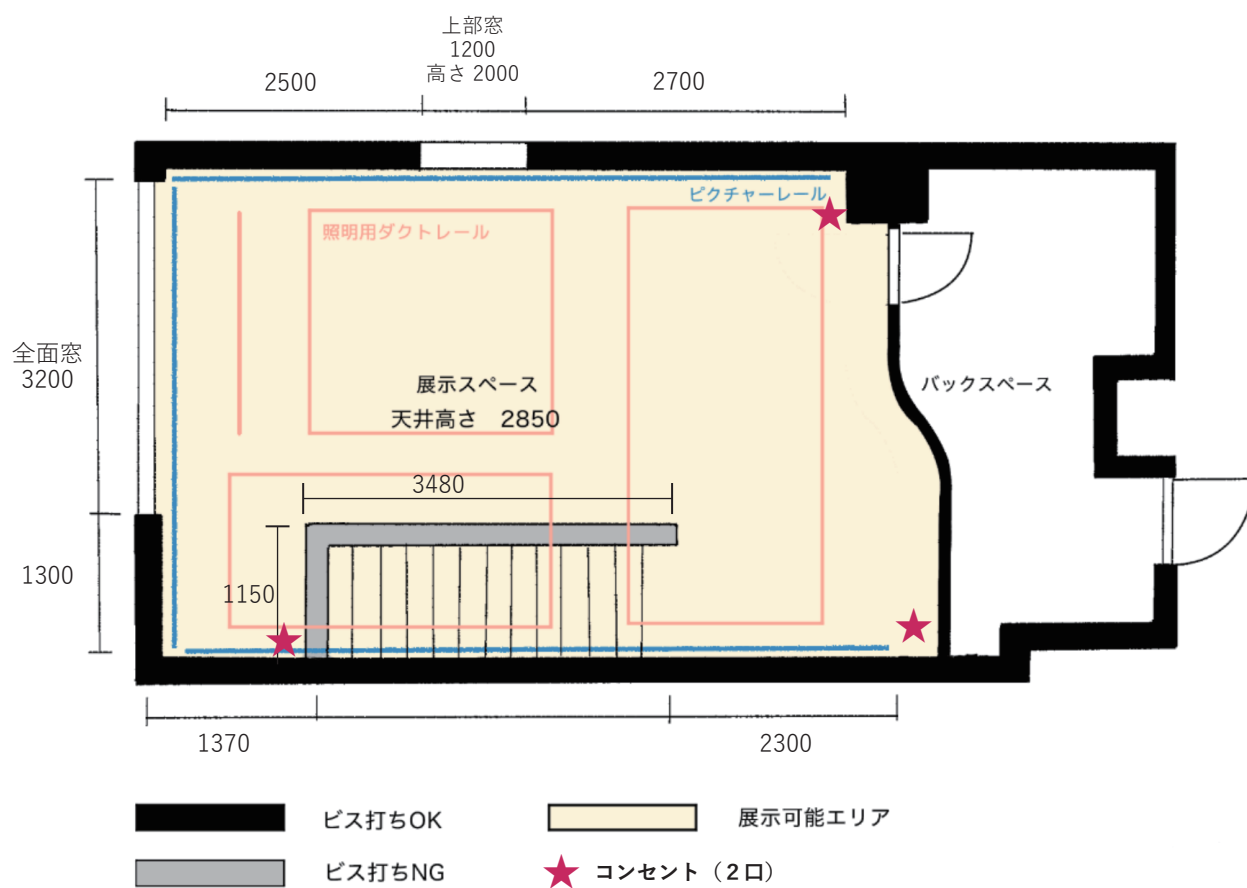 上部窓
1200
高さ 2000
2500
2700
ピクチャーレール
照明用ダクトレール
全面窓
3200
展示スペース
天井高さ 2850
バックスペース
3480
1150
1300
1370
2300
ビス打ちOK
展示可能エリア
ビス打ちNG
コンセント（２口）